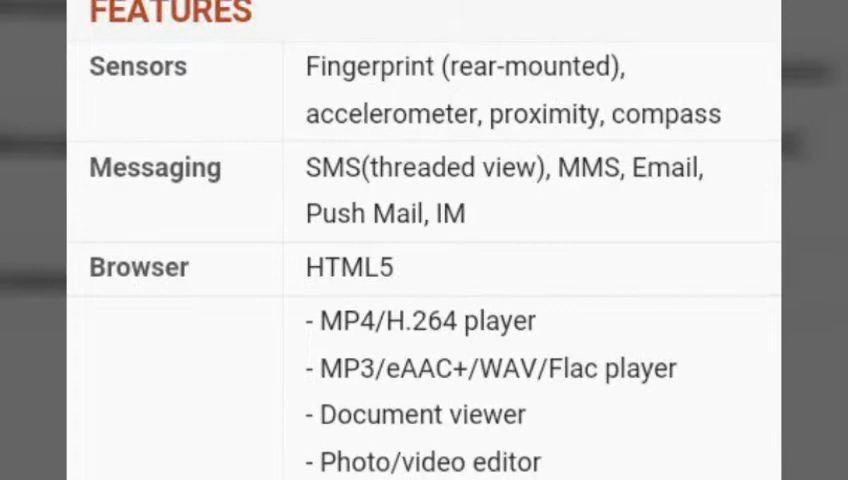 FEATURES
Sensors
Fingerprint (rear-mounted),
accelerometer, proximity, compass
Messaging
SMS(threaded view), MMS, Email,
Push Mail, IM
Browser
HTML5
- MP4/H.264 player
- MP3/eAAC+/WAV/Flac player
- Document viewer
- Photo/video editor